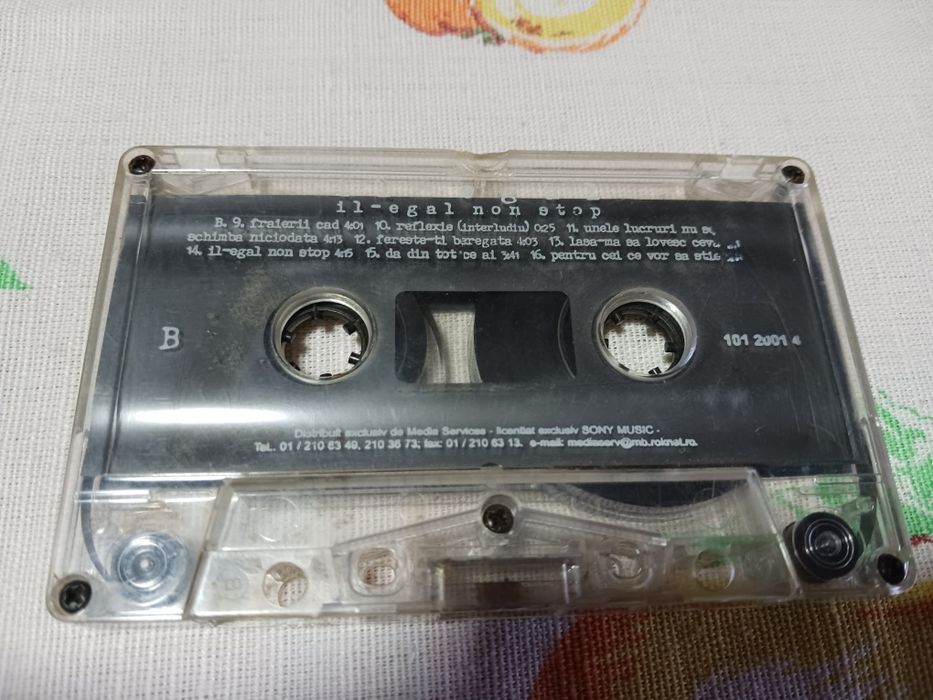 il-egal non stop
B. 9. fraierii cad 4:01 10. reflexie (interludiu) 0:25 11. unele lucruri nu se
schimba niciodata 4:13 12. fereste-ti baregata 4:03 13. lasa-ma sa lovesc ceva
14. il-egal non stop 4:15 15. da din tot ce ai 3:41 16. pentru cei ce vor sa stie
B
101 2001 4
Distribuit exclusiv de Media Services - licentiat exclusiv SONY MUSIC -
Tel. 01 / 210 63 49, 210 36 73; fax: 01 / 210 63 13. e-mail: mediaserv@mb.roknet.ro.